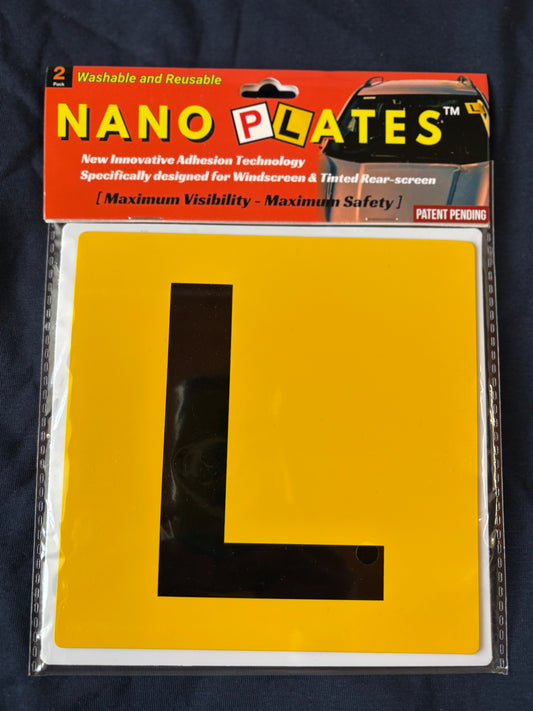 2
Pack
Washable and Reusable
NANO PLATES™
New Innovative Adhesion Technology
Specifically designed for Windscreen & Tinted Rear-screen
[ Maximum Visibility - Maximum Safety ]
PATENT PENDING
L
L